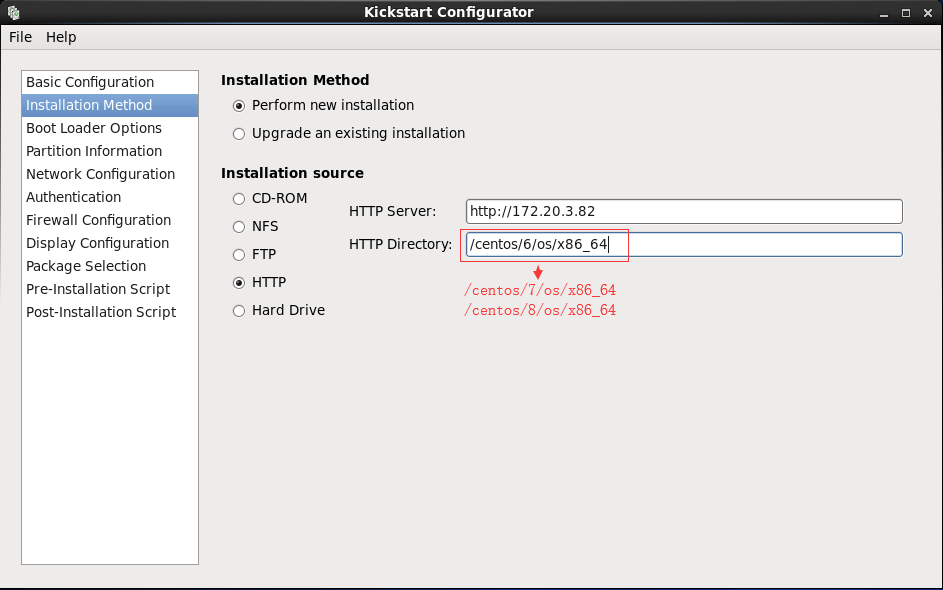 Kickstart Configurator
File Help
Basic Configuration
Installation Method
Boot Loader Options
Partition Information
Network Configuration
Authentication
Firewall Configuration
Display Configuration
Package Selection
Pre-Installation Script
Post-Installation Script
Installation Method
Perform new installation
Upgrade an existing installation
Installation source
CD-ROM
NFS
FTP
HTTP
Hard Drive
HTTP Server: http://172.20.3.82
HTTP Directory: /centos/6/os/x86_64
/centos/7/os/x86_64
/centos/8/os/x86_64